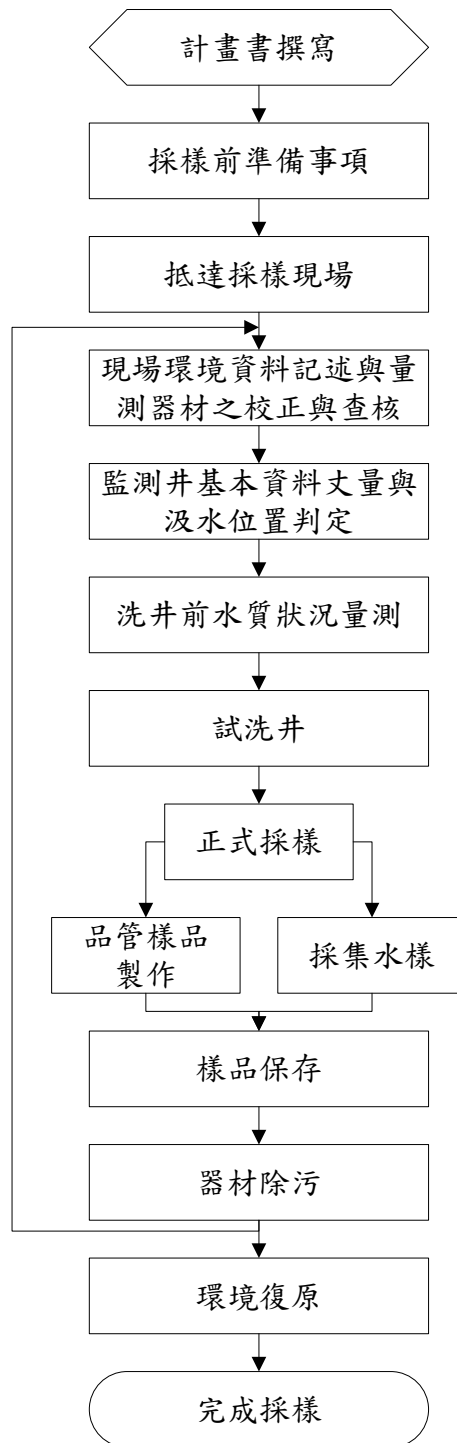 計畫書撰寫
採樣前準備事項
抵達採樣現場
現場環境資料記述與量
測器材之校正與查核
監測井基本資料丈量與
汲水位置判定
洗井前水質狀況量測
試洗井
正式採樣
品管樣品
製作
採集水樣
樣品保存
器材除污
環境復原
完成採樣